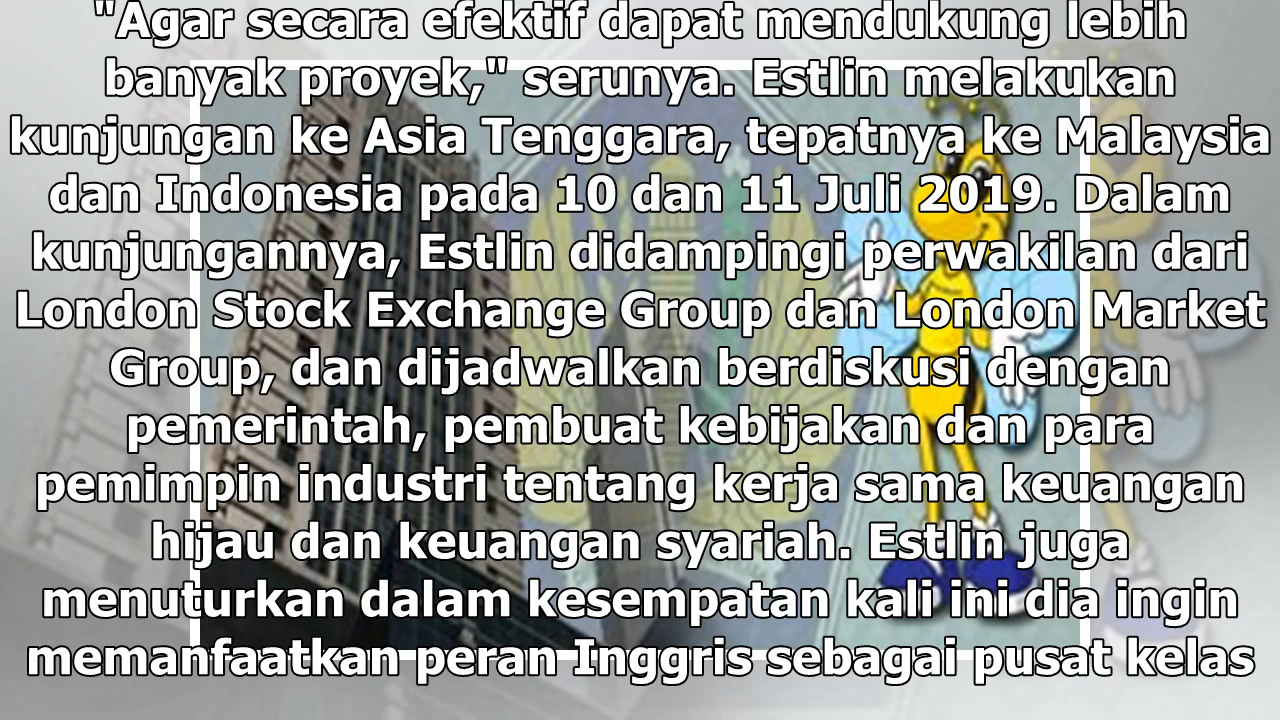 "Agar secara efektif dapat mendukung lebih
banyak proyek," serunya. Estlin melakukan
kunjungan ke Asia Tenggara, tepatnya ke Malaysia
dan Indonesia pada 10 dan 11 Juli 2019. Dalam
kunjungannya, Estlin didampingi perwakilan dari
London Stock Exchange Group dan London Market
Group, dan dijadwalkan berdiskusi dengan
pemerintah, pembuat kebijakan dan para
pemimpin industri tentang kerja sama keuangan
hijau dan keuangan syariah. Estlin juga
menuturkan dalam kesempatan kali ini dia ingin
memanfaatkan peran Inggris sebagai pusat kelas